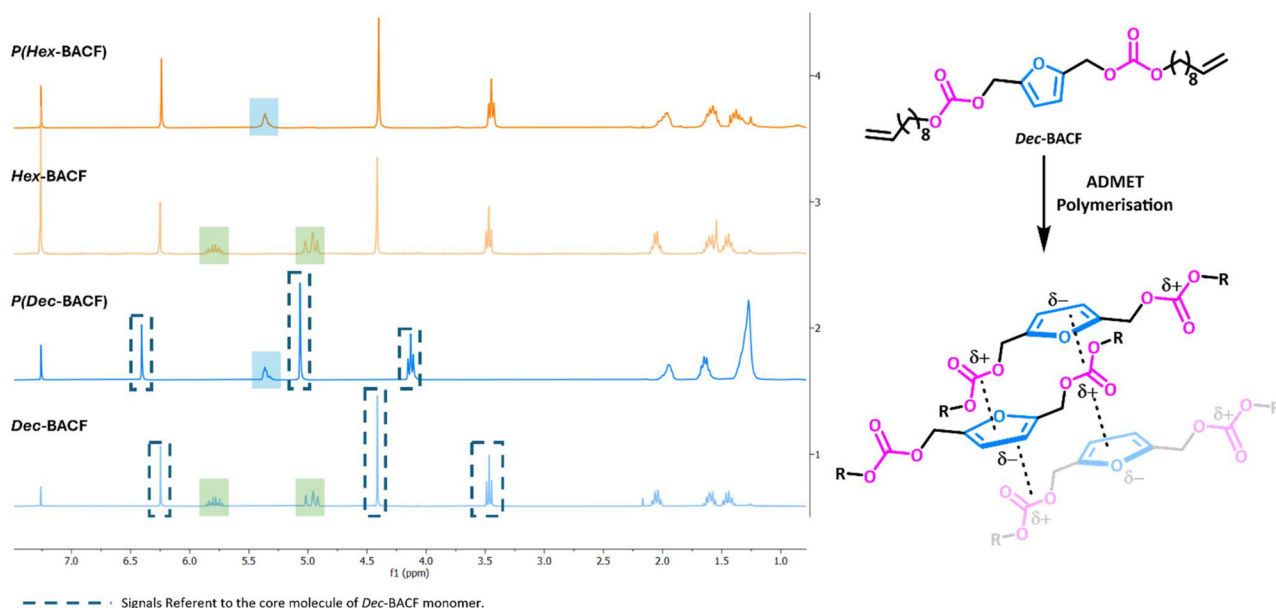 P(Hex-BACF)
Hex-BACF
P(Dec-BACF)
Dec-BACF
4
3
2
1
7.0 6.5 6.0 5.5 5.0 4.5 4.0 3.5 3.0 2.5 2.0 1.5 1.0
f1 (ppm)
Signals Referent to the core molecule of Dec-BACF monomer.
O O O O O
O O
8 8
Dec-BACF
ADMET
Polymerisation
δ+ O R
δ− O O O
O R
δ+ O O
O O δ+
R O O
O O δ+ R
R O O δ− O O O
δ−
O O
δ+ O
R